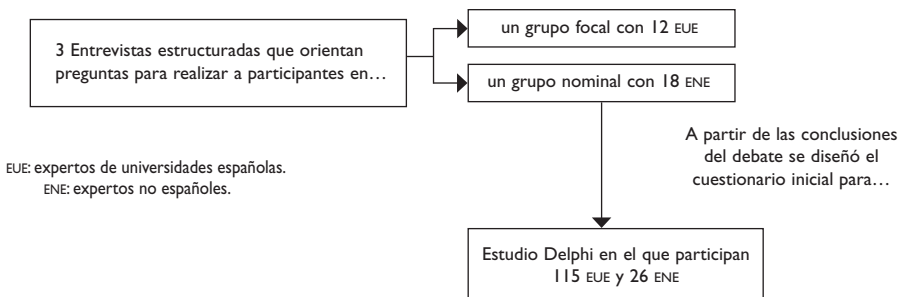 3 Entrevistas estructuradas que orientan
preguntas para realizar a participantes en…
un grupo focal con 12 EUE
un grupo nominal con 18 ENE
A partir de las conclusiones
del debate se diseñó el
cuestionario inicial para…
EUE: expertos de universidades españolas.
ENE: expertos no españoles.
Estudio Delphi en el que participan
115 EUE y 26 ENE